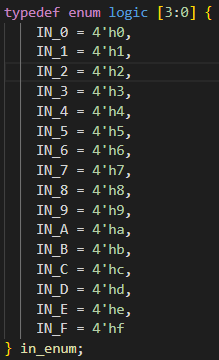 typedef enum logic [3:0] {
    IN_0 = 4'h0,
    IN_1 = 4'h1,
    IN_2 = 4'h2,
    IN_3 = 4'h3,
    IN_4 = 4'h4,
    IN_5 = 4'h5,
    IN_6 = 4'h6,
    IN_7 = 4'h7,
    IN_8 = 4'h8,
    IN_9 = 4'h9,
    IN_A = 4'ha,
    IN_B = 4'hb,
    IN_C = 4'hc,
    IN_D = 4'hd,
    IN_E = 4'he,
    IN_F = 4'hf
} in_enum;